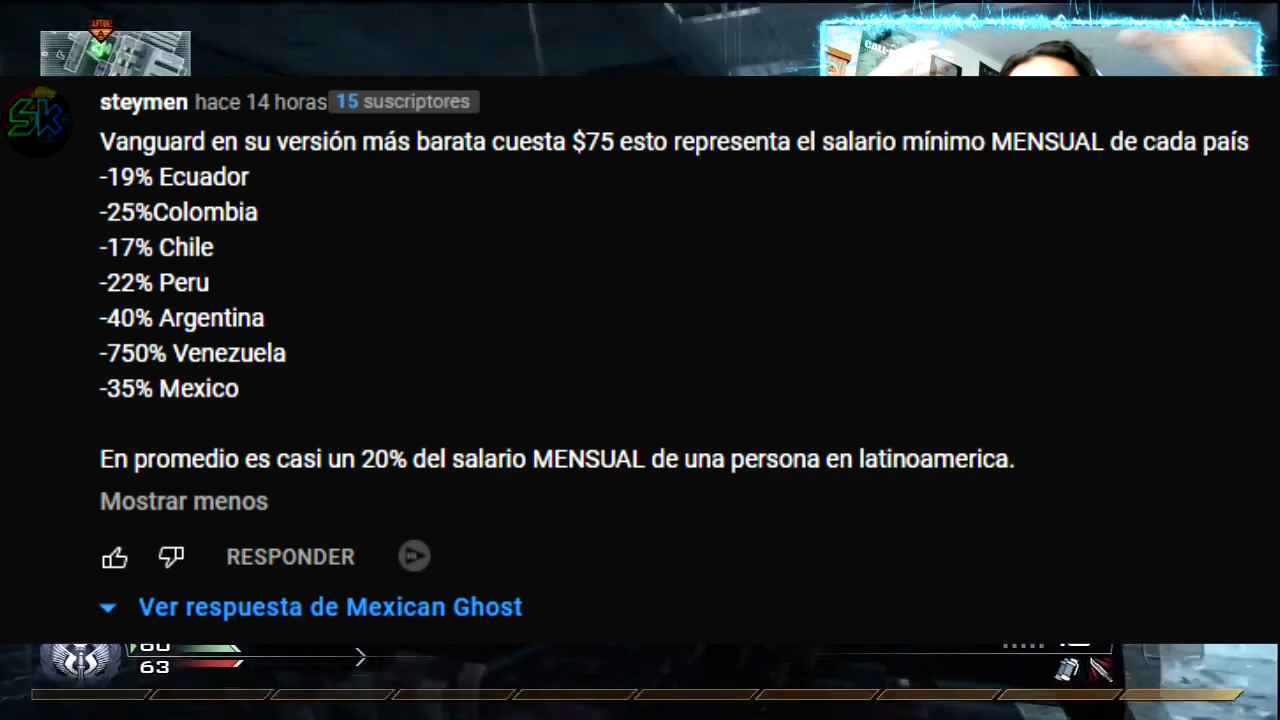 steymen hace 14 horas 15 suscriptores
Vanguard en su versión más barata cuesta $75 esto representa el salario mínimo MENSUAL de cada país
-19% Ecuador
-25%Colombia
-17% Chile
-22% Peru
-40% Argentina
-750% Venezuela
-35% Mexico
En promedio es casi un 20% del salario MENSUAL de una persona en latinoamerica.
Mostrar menos
RESPONDER
Ver respuesta de Mexican Ghost
63